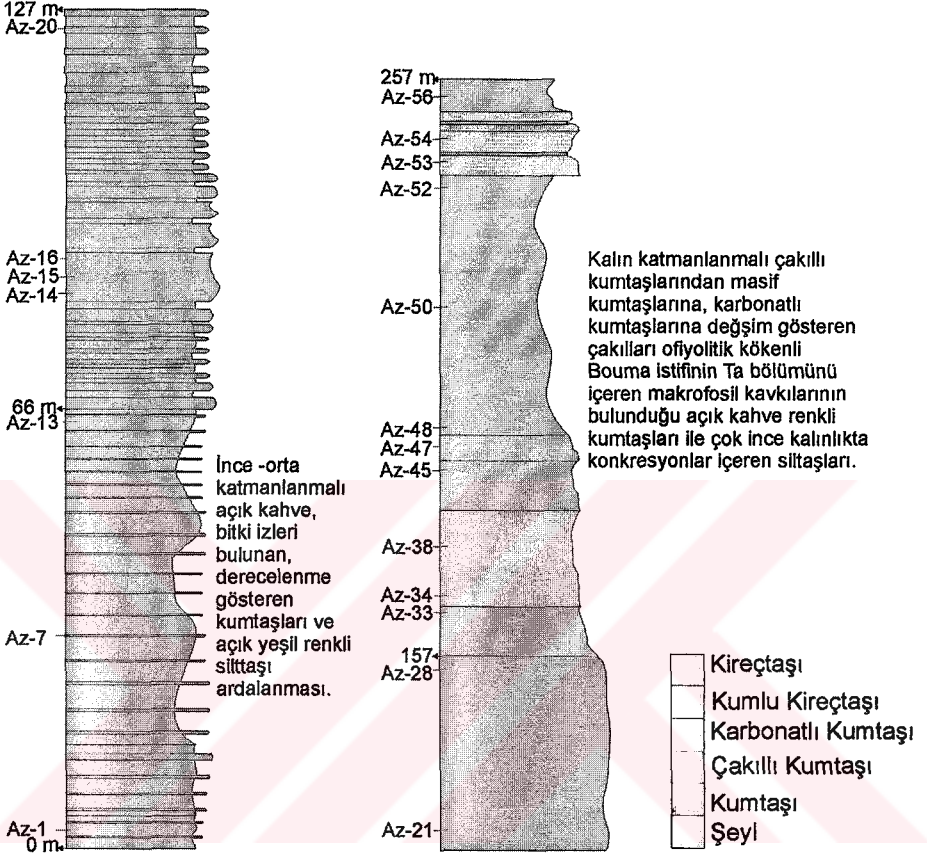 127 m
Az-20
Az-16
Az-15
Az-14
66 m
Az-13
Az-7
Az-1
0 m
İnce -orta
katmanlanmalı
açık kahve,
bitki izleri
bulunan,
derecelenme
gösteren
kumtaşları ve
açık yeşil renkli
silttaşı
ardalanması.
257 m
Az-56
Az-54
Az-53
Az-52
Az-50
Az-48
Az-47
Az-45
Az-38
Az-34
Az-33
157
Az-28
Az-21
Kalın katmanlanmalı çakıllı
kumtaşlarından masif
kumtaşlarına, karbonatlı
kumtaşlarına değşim gösteren
çakılları ofiyolitik kökenli
Bouma istifinin Ta bölümünü
içeren makrofosil kavkılarının
bulunduğu açık kahve renkli
kumtaşları ile çok ince kalınlıkta
konkresyonlar içeren siltaşları.
Kireçtaşı
Kumlu Kireçtaşı
Karbonatlı Kumtaşı
Çakıllı Kumtaşı
Kumtaşı
Şeyl